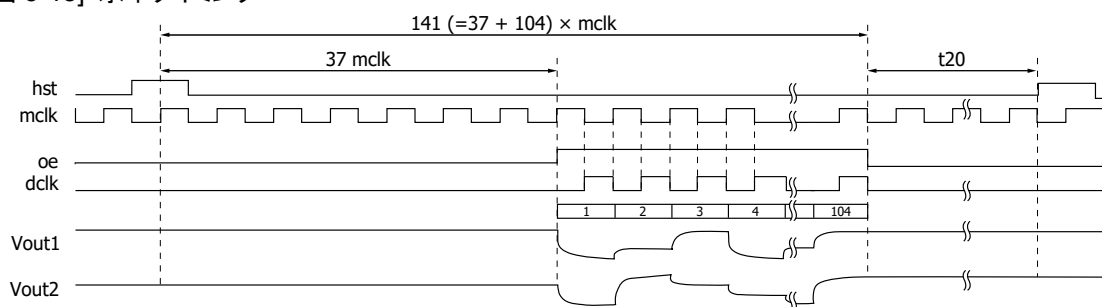 141 (=37 + 104) × mclk
37 mclk
t20
hst
mclk
oe
dclk
1 2 3 4 104
Vout1
Vout2